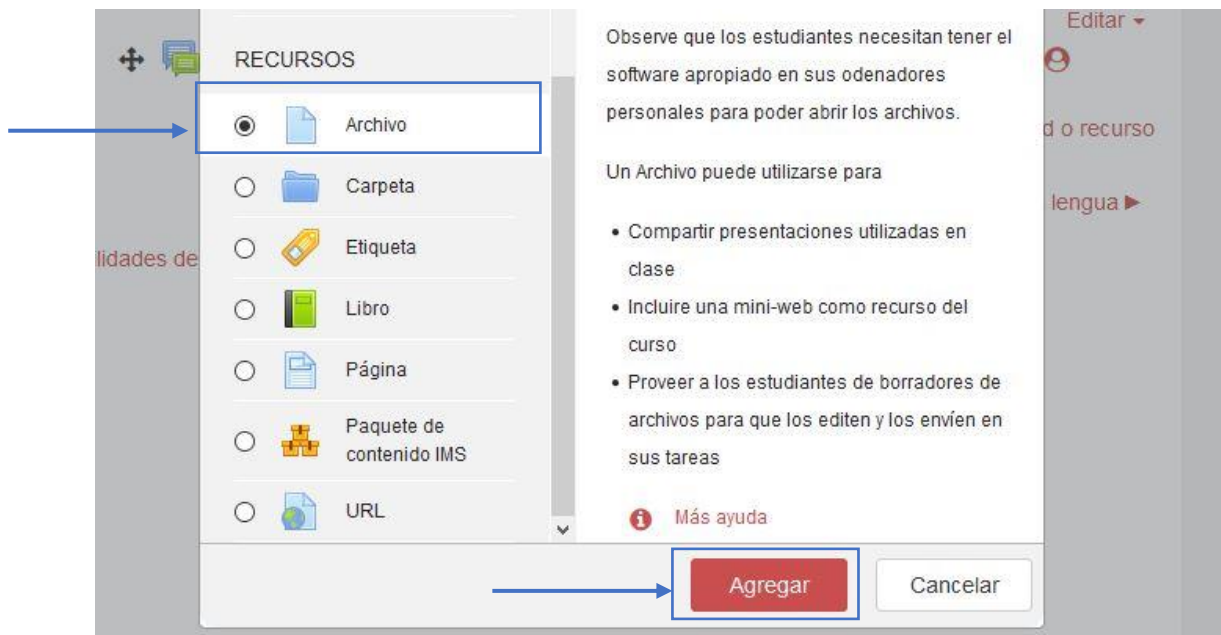 Editar
RECURSOS
Archivo
Carpeta
Etiqueta
Libro
Página
Paquete de
contenido IMS
URL
Observe que los estudiantes necesitan tener el
software apropiado en sus odenadores
personales para poder abrir los archivos.
Un Archivo puede utilizarse para
• Compartir presentaciones utilizadas en
clase
• Incluire una mini-web como recurso del
curso
• Proveer a los estudiantes de borradores de
archivos para que los editen y los envíen en
sus tareas
Más ayuda
d o recurso
lengua
lidades de
Agregar
Cancelar